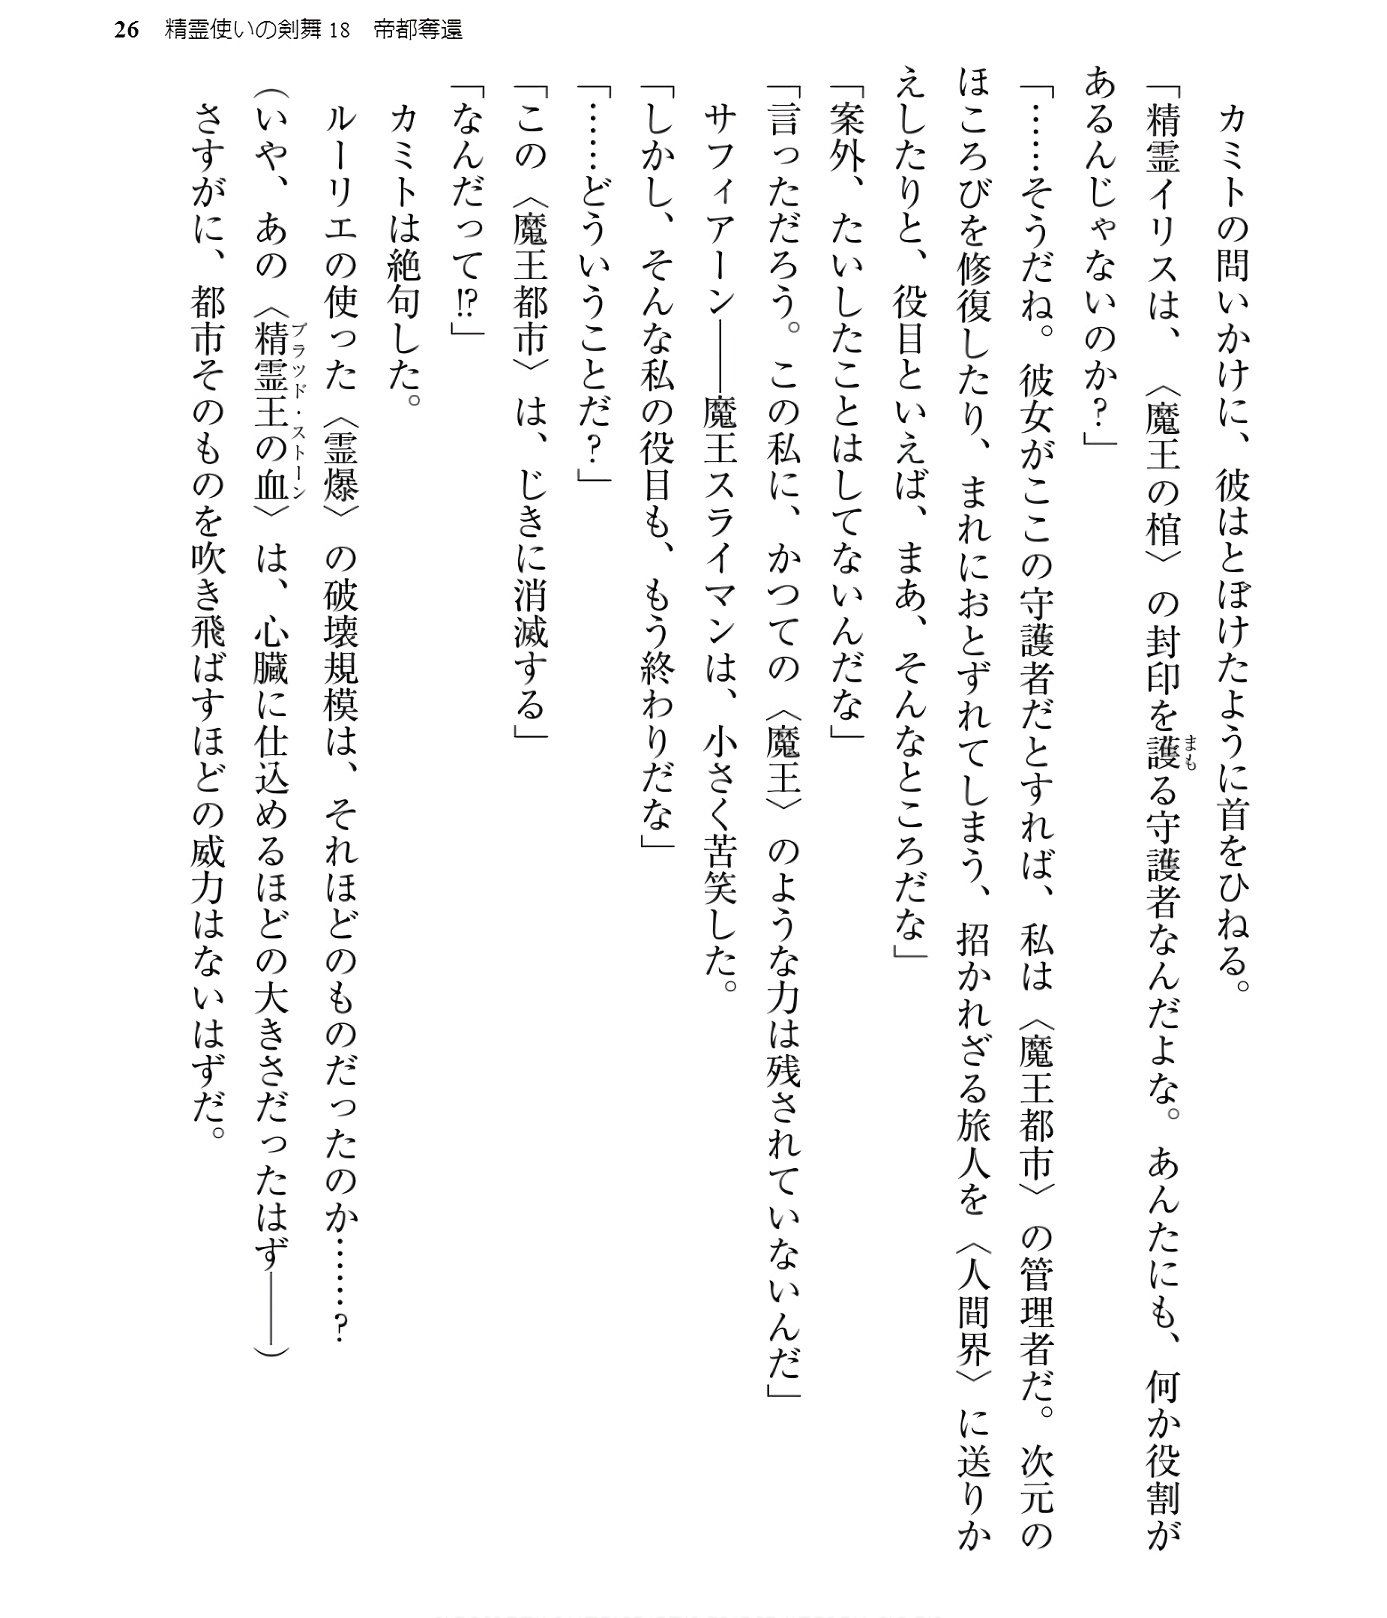 26 精霊使いの剣舞18 帝都奪還
カミトの問いかけに、彼はとぼけたように首をひねる。
「精霊イリスは、〈魔王の棺〉の封印を護る守護者なんだよな。あんたにも、何か役割が
まも
あるんじゃないのか?」
「……そうだね。彼女がここの守護者だとすれば、私は〈魔王都市〉の管理者だ。次元の
ほころびを修復したり、まれにおとずれてしまう、招かれざる旅人を〈人間界〉に送りか
えしたりと、役目といえば、まあ、そんなところだな」
「案外、たいしたことはしてないんだな」
「言っただろう。この私に、かつての〈魔王〉のような力は残されていないんだ」
サフィアーン――魔王スライマンは、小さく苦笑した。
「しかし、そんな私の役目も、もう終わりだな」
「……どういうことだ?」
「この〈魔王都市〉は、じきに消滅する」
「なんだって!?」
カミトは絶句した。
ルーリエの使った〈霊爆〉の破壊規模は、それほどのものだったのか……?
(いや、あの〈精霊王の血〉は、心臓に仕込めるほどの大きさだったはず――)
ブラッド・ストーン
さすがに、都市そのものを吹き飛ばすほどの威力はないはずだ。